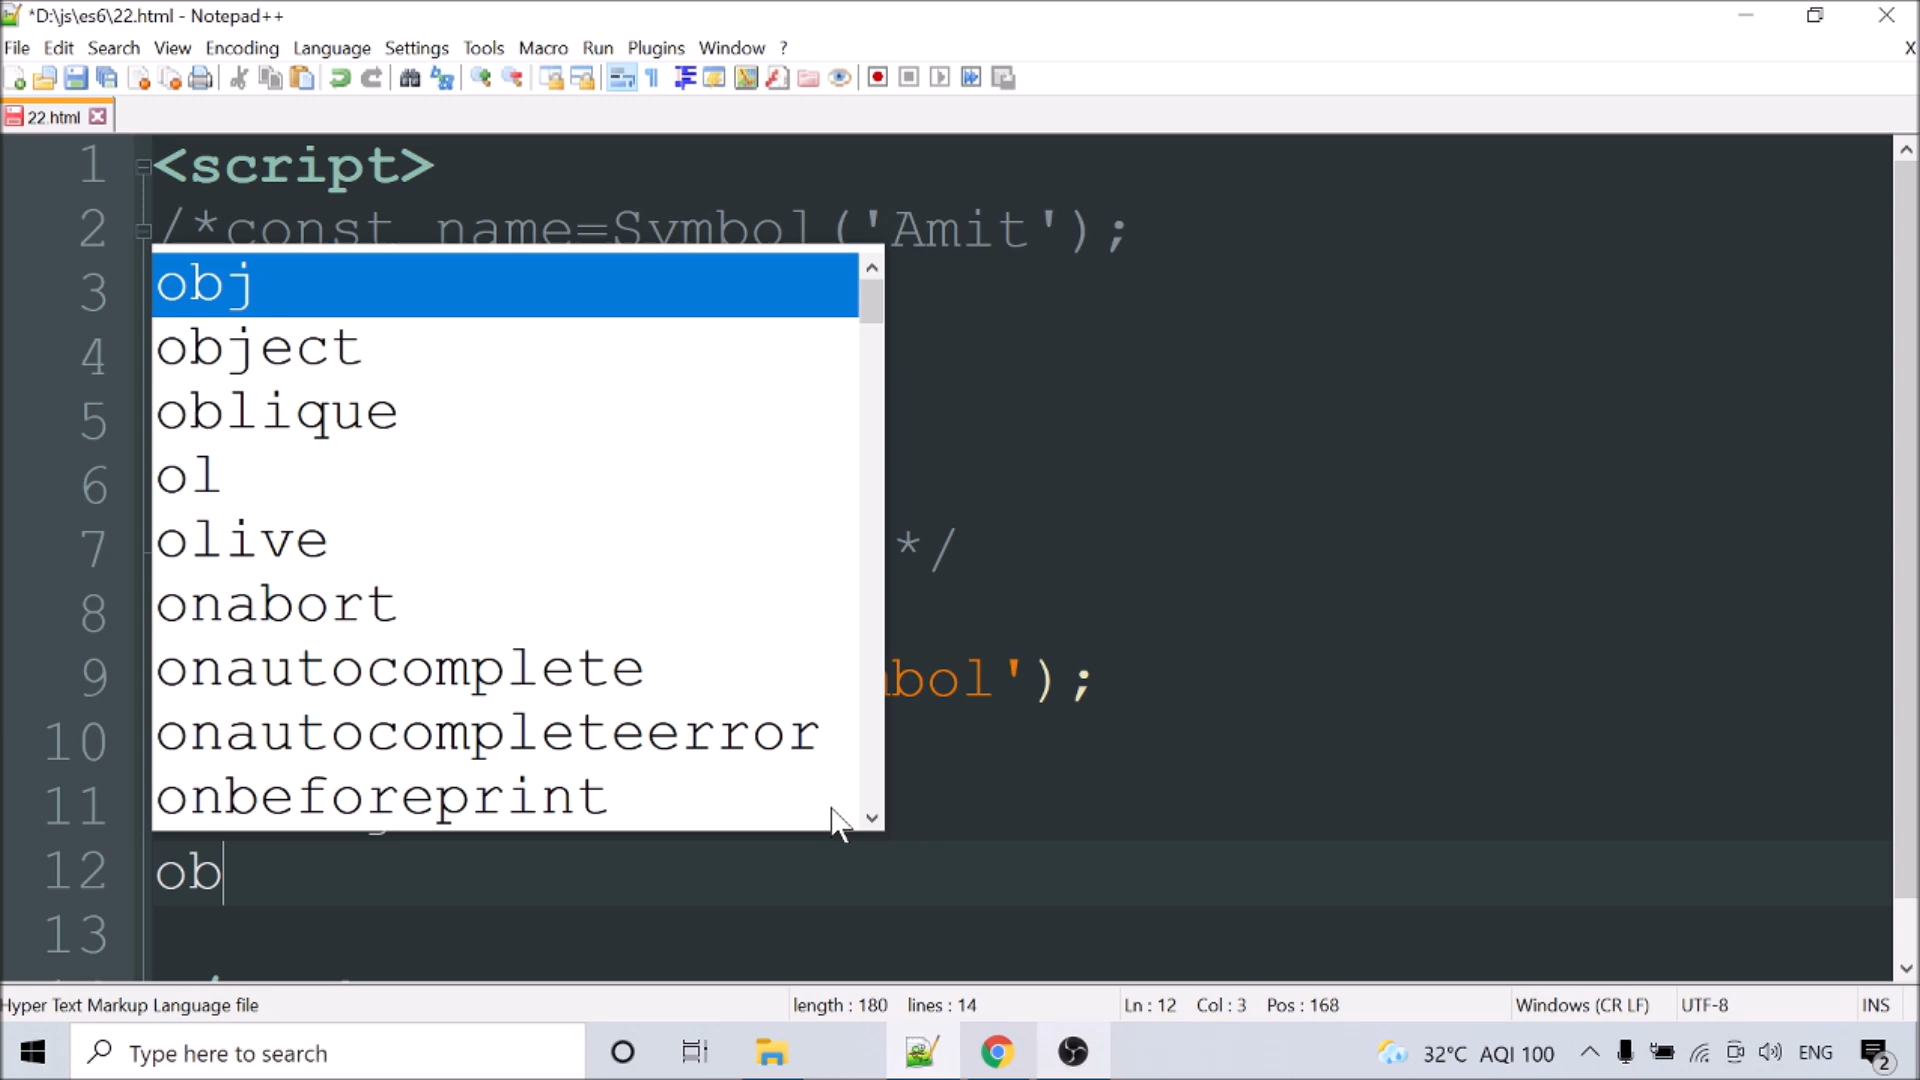 *D:\js\es6\22.html - Notepad++
File Edit Search View Encoding Language Settings Tools Macro Run Plugins Window ? X
22.html
1 <script>
2 /*const name=Symbol('Amit');
3 obj
4 object
5 oblique
6 ol
7 olive */
8 onabort
9 onautocomplete bol');
10 onautocompleteerror
11 onbeforeprint
12 ob
13
Hyper Text Markup Language file length : 180 lines : 14 Ln : 12 Col : 3 Pos : 168 Windows (CR LF) UTF-8 INS
Type here to search 32°C AQI 100 ENG 2